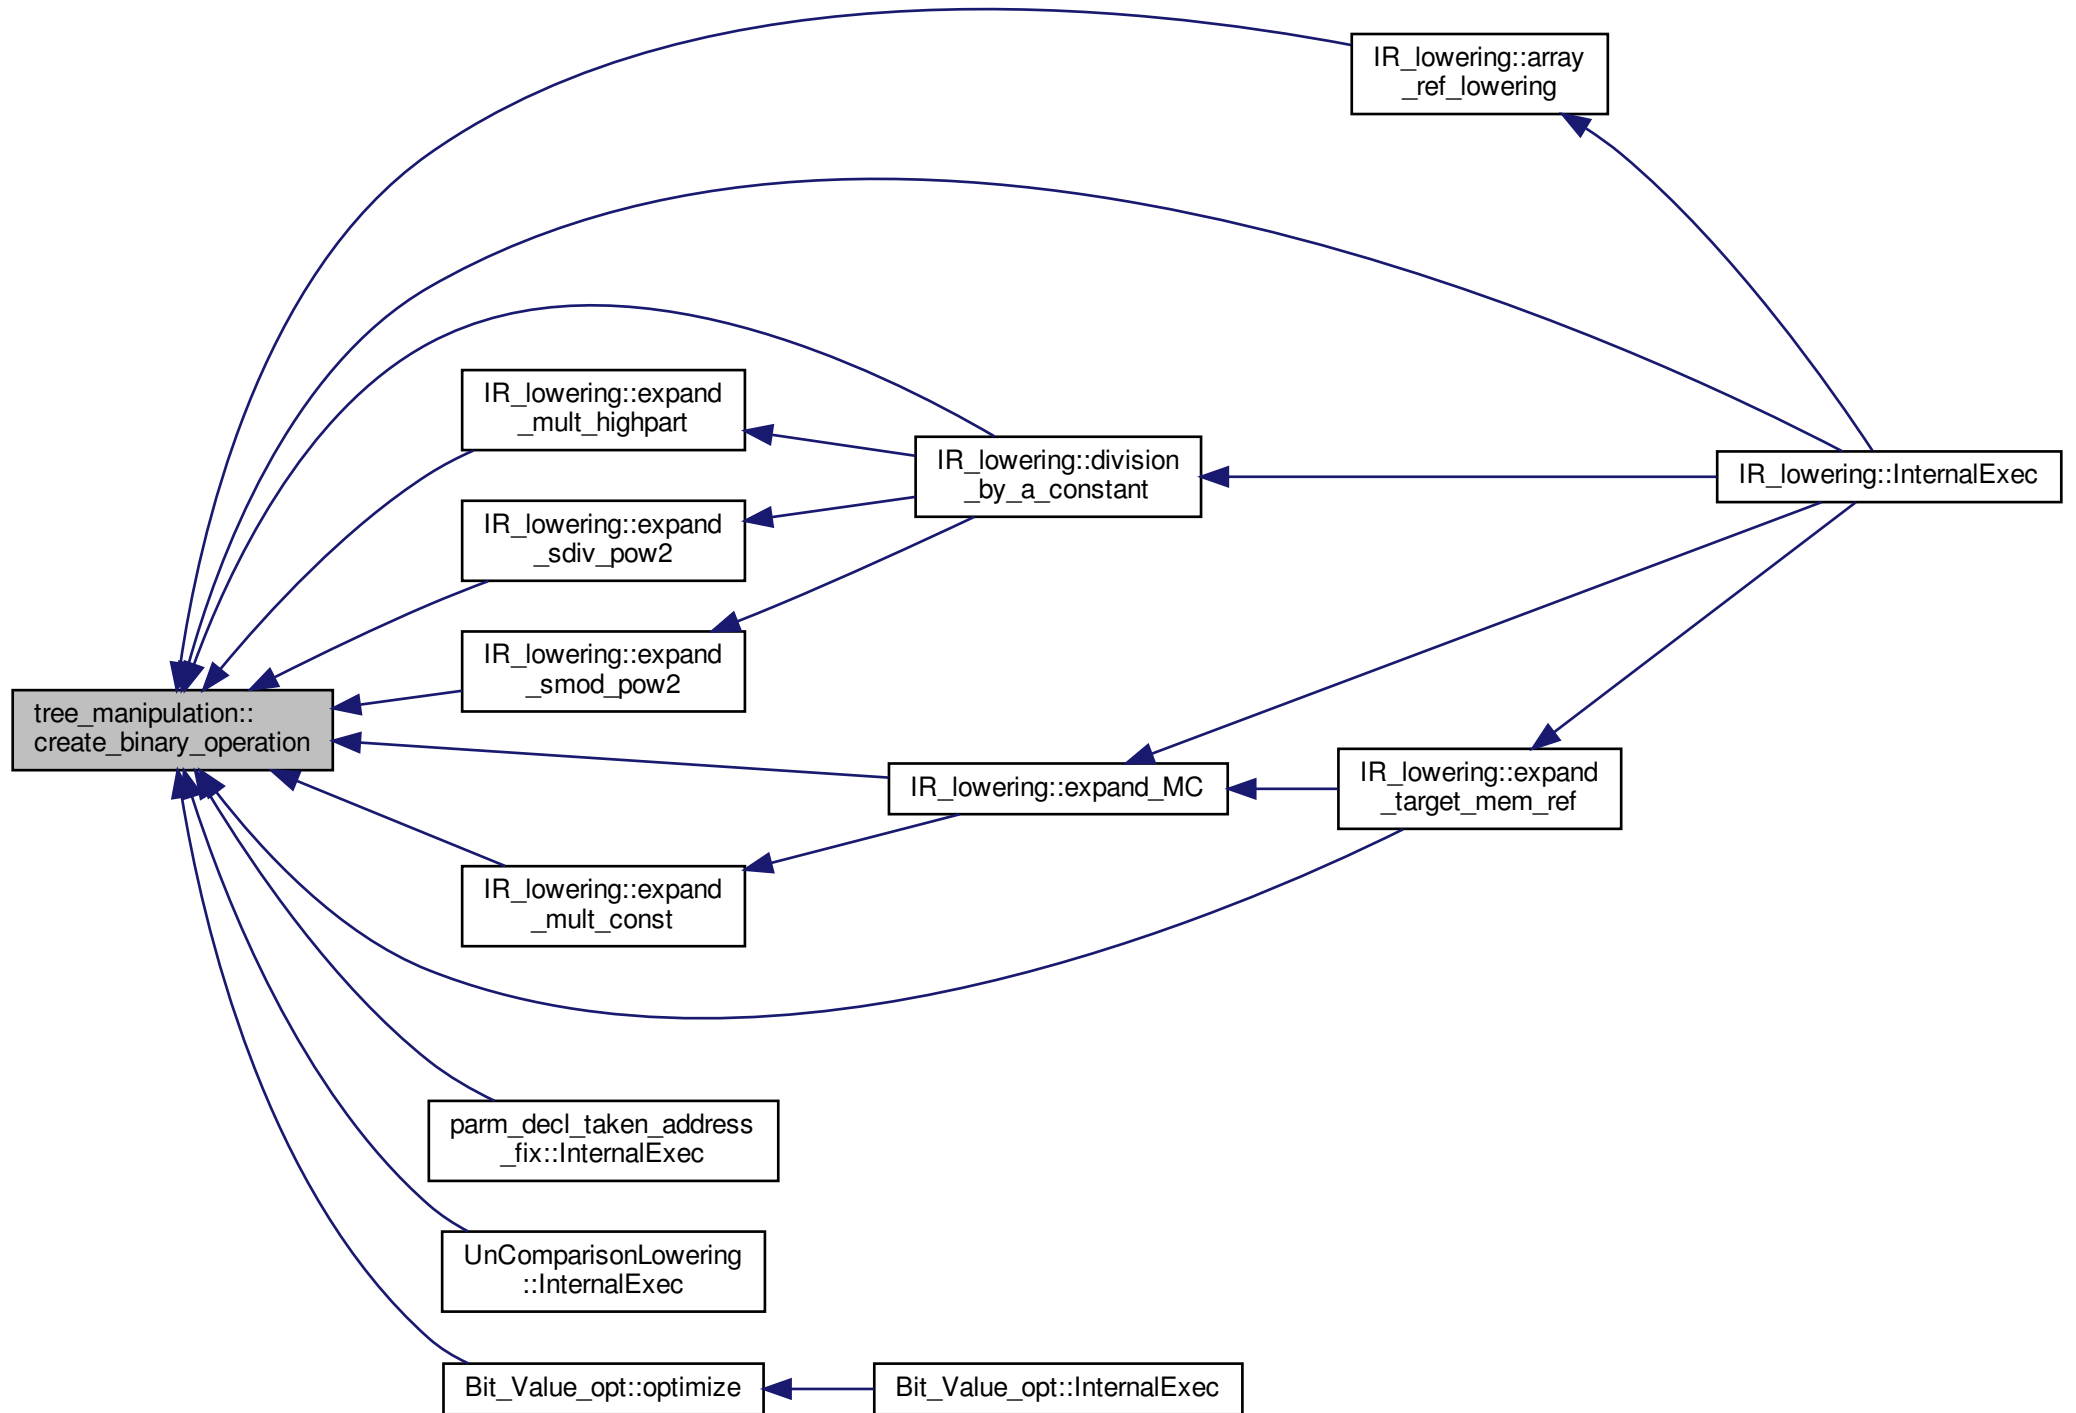 IR_lowering::array
_ref_lowering
IR_lowering::expand
_mult_highpart
IR_lowering::division
_by_a_constant
IR_lowering::InternalExec
IR_lowering::expand
_sdiv_pow2
IR_lowering::expand
_smod_pow2
tree_manipulation::
create_binary_operation
IR_lowering::expand_MC
IR_lowering::expand
_target_mem_ref
IR_lowering::expand
_mult_const
parm_decl_taken_address
_fix::InternalExec
UnComparisonLowering
::InternalExec
Bit_Value_opt::optimize
Bit_Value_opt::InternalExec